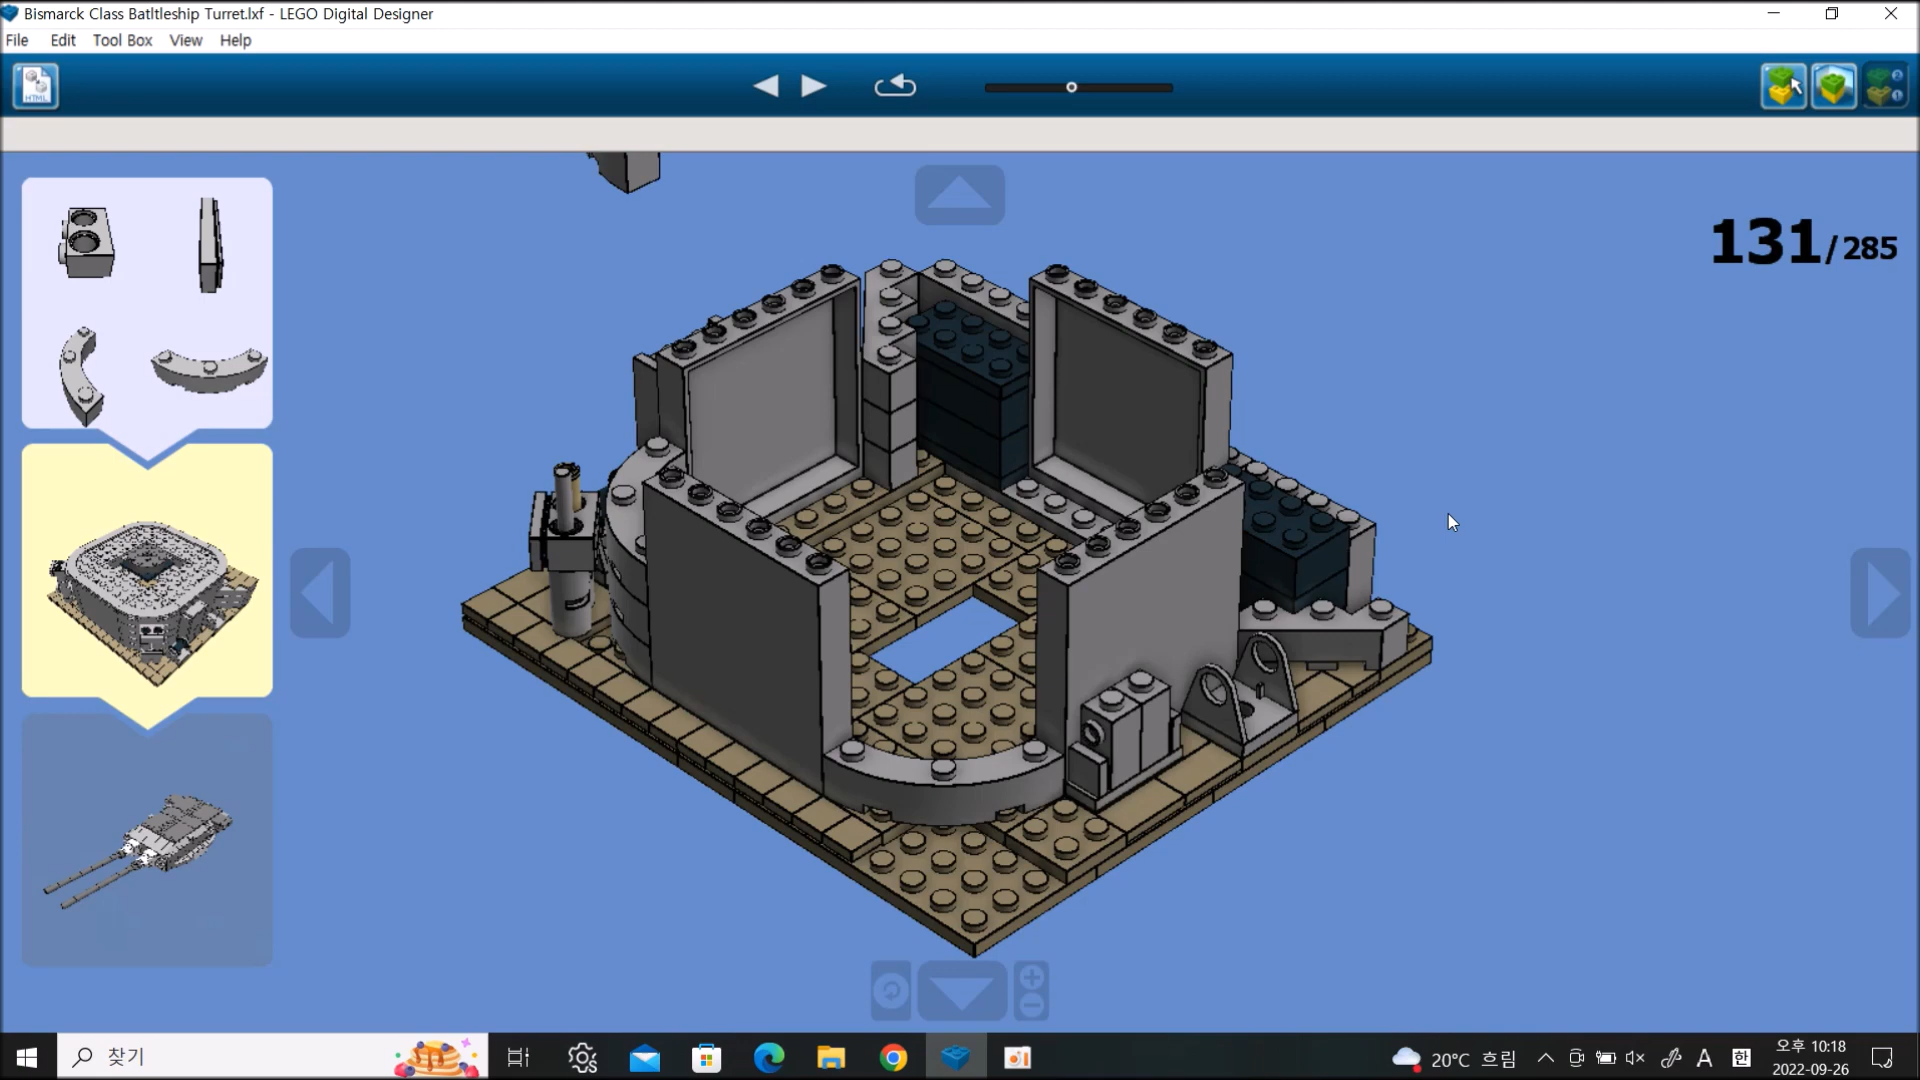 Bismarck Class Batltleship Turret.lxf - LEGO Digital Designer
File Edit Tool Box View Help
HTML
131/285
찾기
20°C 흐림
A 한
오후 10:18
2022-09-26